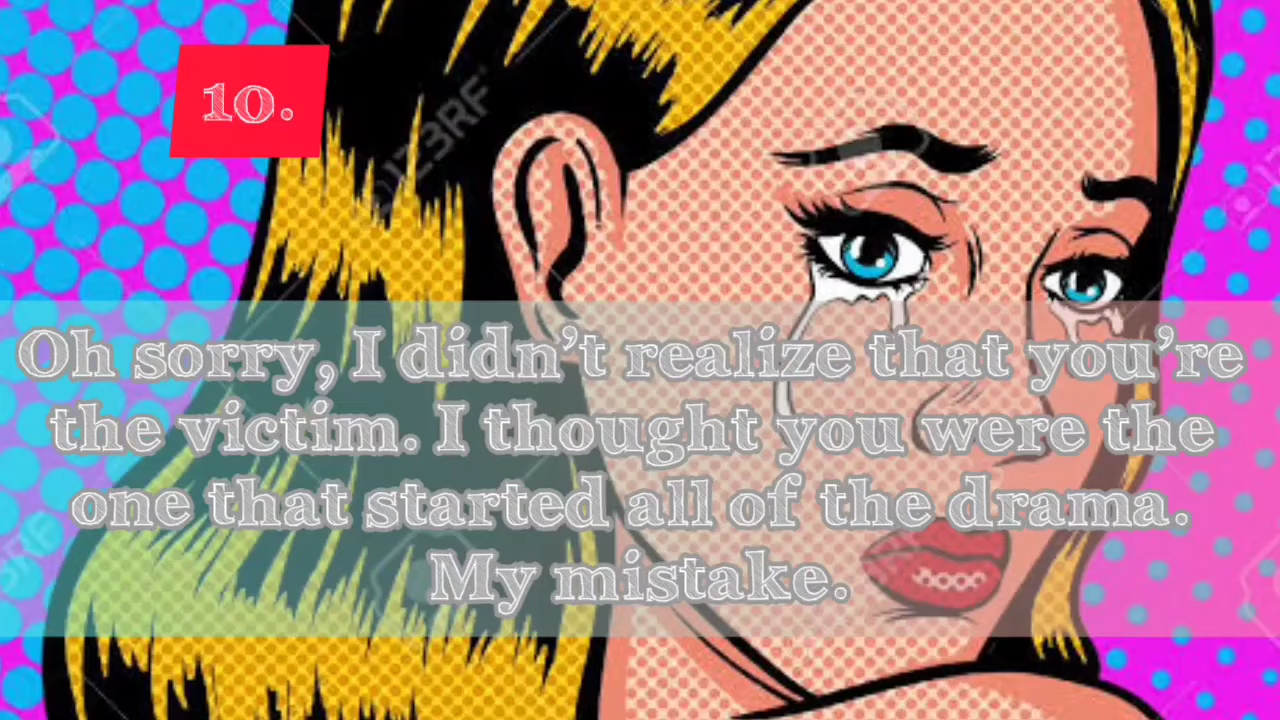 10.
Oh sorry, I didn't realize that you're
the victim. I thought you were the
one that started all of the drama.
My mistake.
123RF